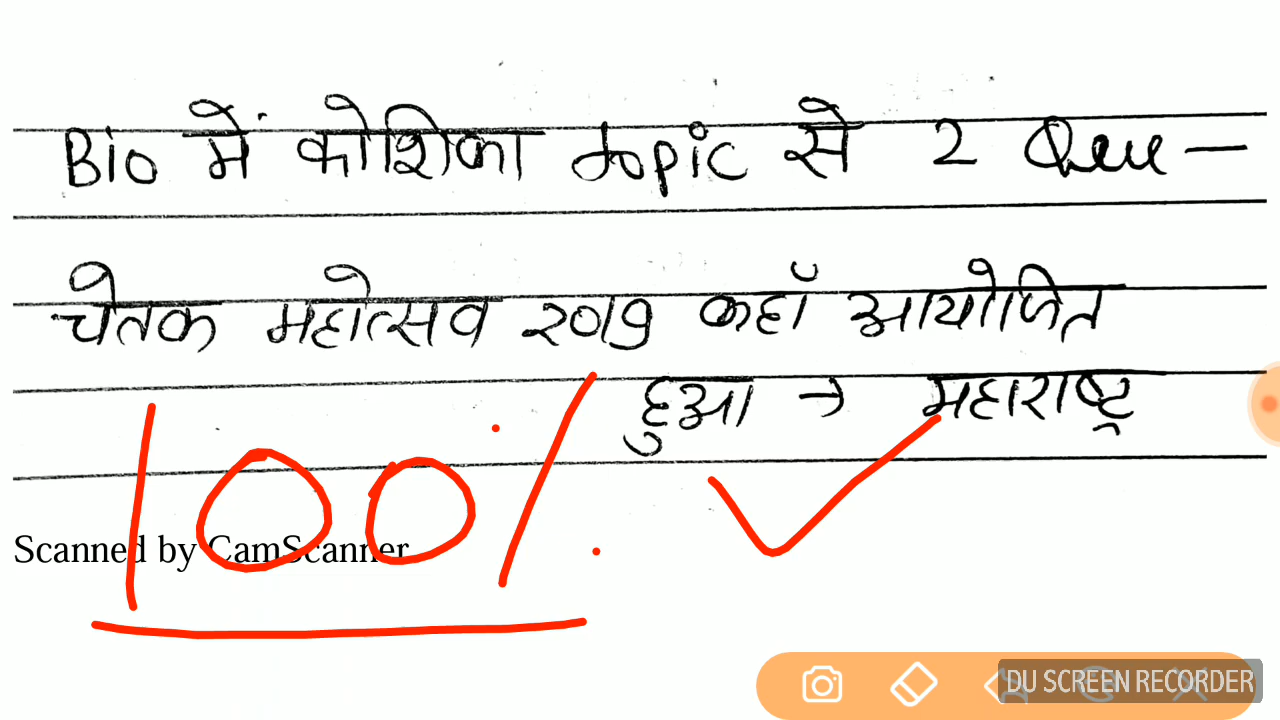 Bio में कोशिका topic से 2 Que —
चेतक महोत्सव 2019 कहाँ आयोजित
हुआ → महाराष्ट्र
100%
Scanned by CamScanner
DU SCREEN RECORDER